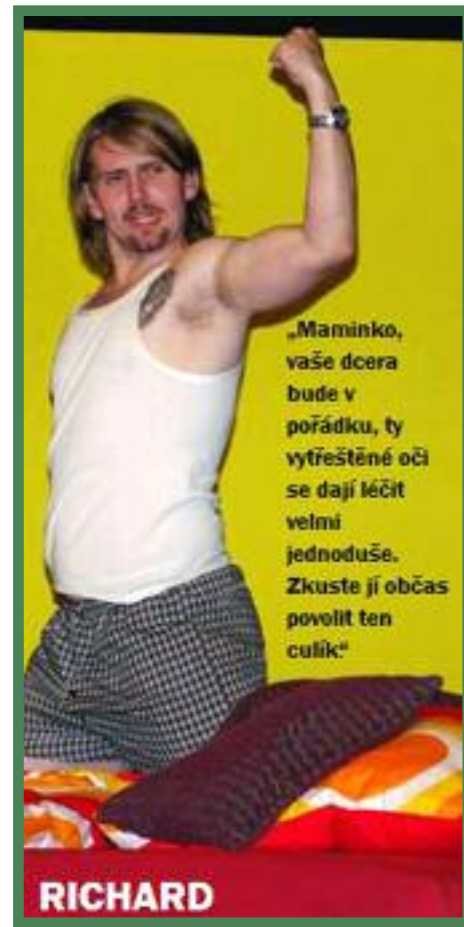 „Maminko,
vaše dcera
bude v
pořádku, ty
vytřeštěné oči
se dají léčit
velmi
jednoduše.
Zkuste jí občas
povolit ten
culík“
RICHARD